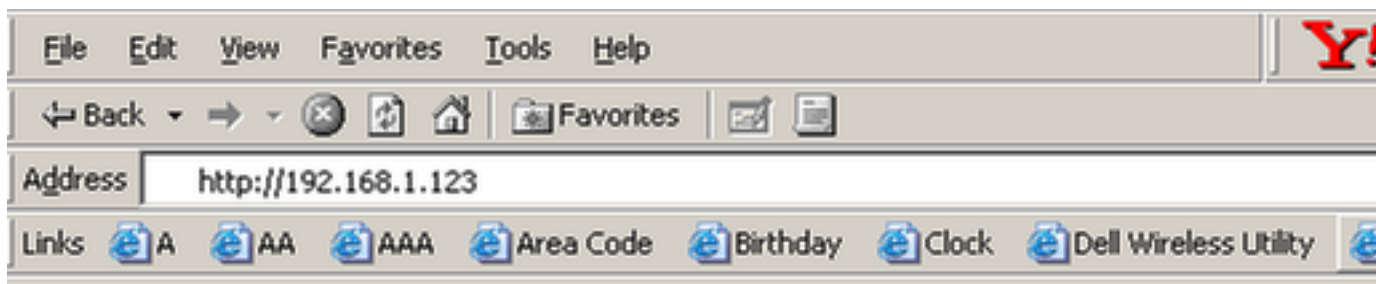 File Edit View Favorites Tools Help Y!
Back Favorites
Address http://192.168.1.123
Links A AA AAA Area Code Birthday Clock Dell Wireless Utility